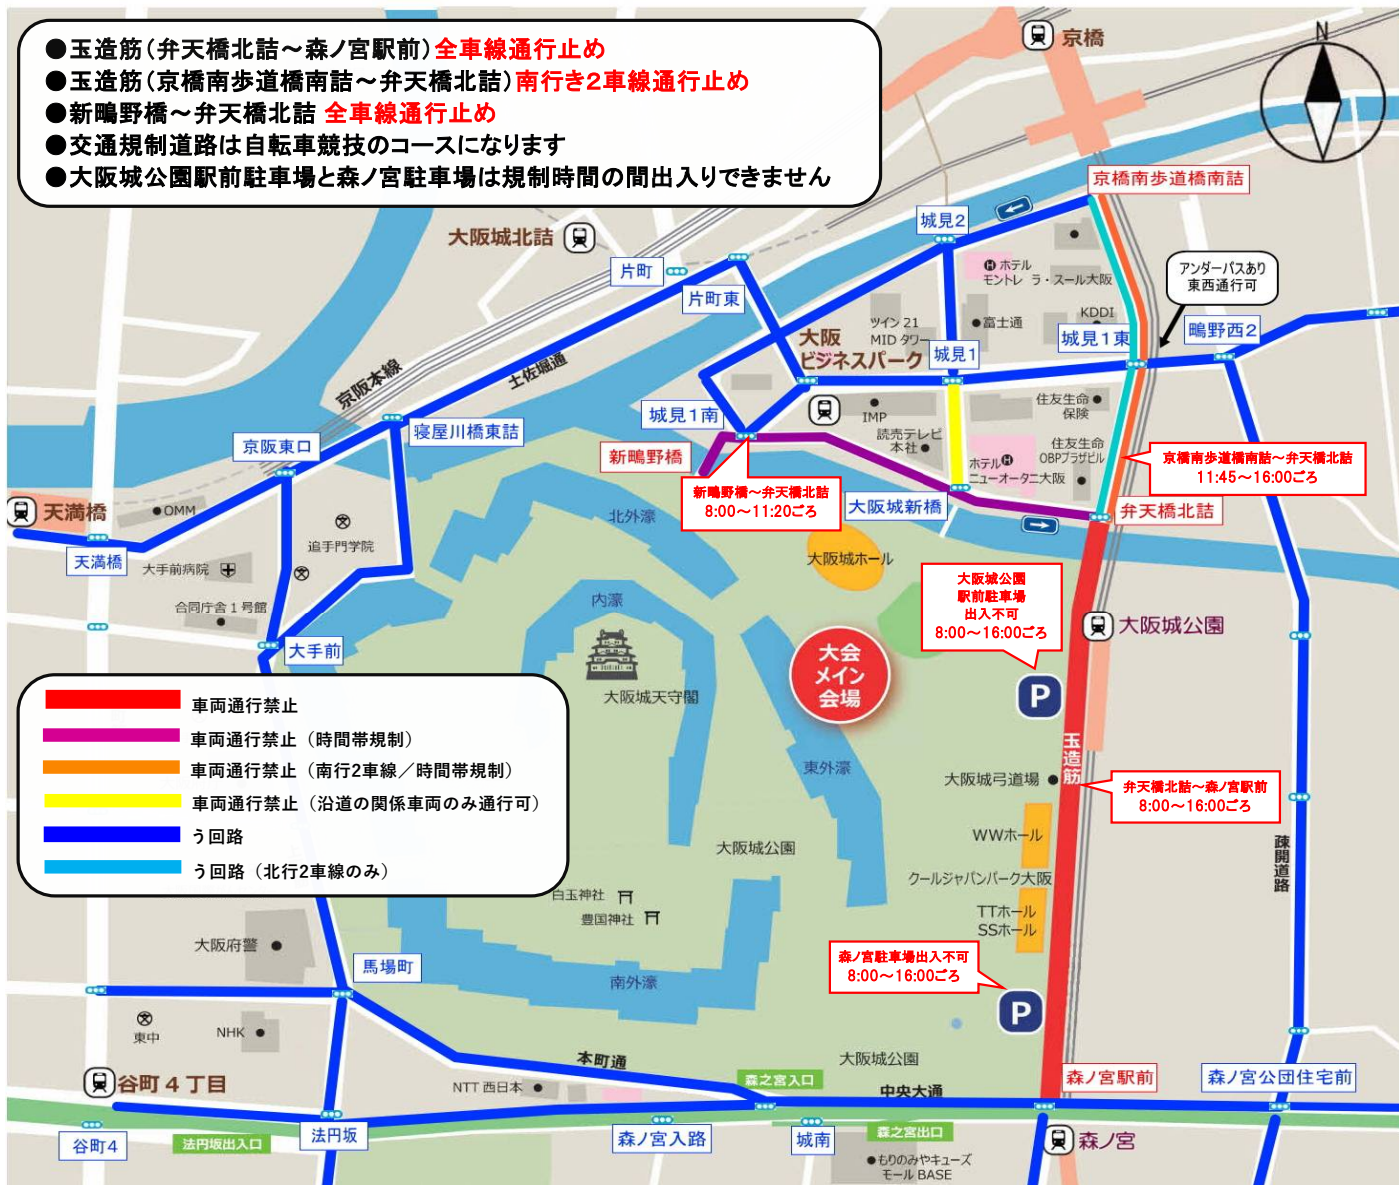 ●玉造筋(弁天橋北詰～森ノ宮駅前)全車線通行止め
●玉造筋(京橋南歩道橋南詰～弁天橋北詰)南行き2車線通行止め
●新鴫野橋～弁天橋北詰 全車線通行止め
●交通規制道路は自転車競技のコースになります
●大阪城公園駅前駐車場と森ノ宮駐車場は規制時間の間出入りできません
京橋
N
京橋南歩道橋南詰
大阪城北詰
城見2
片町
片町東
アンダーパスあり
東西通行可
ホテル
モントレ ラ・スール大阪
KDDI
ツイン21
MIDタワー
富士通
城見1東
鴫野西2
大阪
ビジネスパーク
城見1
京阪本線
土佐堀通
城見1南
IMP
住友生命
保険
読売テレビ
本社
住友生命
OBPプラザビル
京阪東口
寝屋川橋東詰
新鴫野橋
ホテル
ニューオータニ大阪
京橋南歩道橋南詰～弁天橋北詰
11:45～16:00ごろ
新鴫野橋～弁天橋北詰
8:00～11:20ごろ
大阪城新橋
弁天橋北詰
天満橋
OMM
北外濠
天満橋
追手門学院
大手前病院
合同庁舎1号館
大阪城ホール
大阪城公園
駅前駐車場
出入不可
8:00～16:00ごろ
内濠
大阪城公園
大手前
大会
メイン
会場
大阪城天守閣
P
車両通行禁止
車両通行禁止(時間帯規制)
車両通行禁止(南行2車線／時間帯規制)
車両通行禁止(沿道の関係車両のみ通行可)
う回路
う回路(北行2車線のみ)
玉造筋
東外濠
大阪城弓道場
弁天橋北詰～森ノ宮駅前
8:00～16:00ごろ
WWホール
大阪城公園
クールジャパンパーク大阪
疎開道路
白玉神社
豊国神社
TTホール
SSホール
大阪府警
馬場町
南外濠
森ノ宮駐車場出入不可
8:00～16:00ごろ
P
東中
NHK
本町通
大阪城公園
谷町4丁目
NTT西日本
森之宮入口
中央大通
森ノ宮駅前
森ノ宮公団住宅前
谷町4
法円坂出入口
法円坂
森ノ宮入路
城南
森之宮出口
森ノ宮
もりのみやキューズ
モールBASE